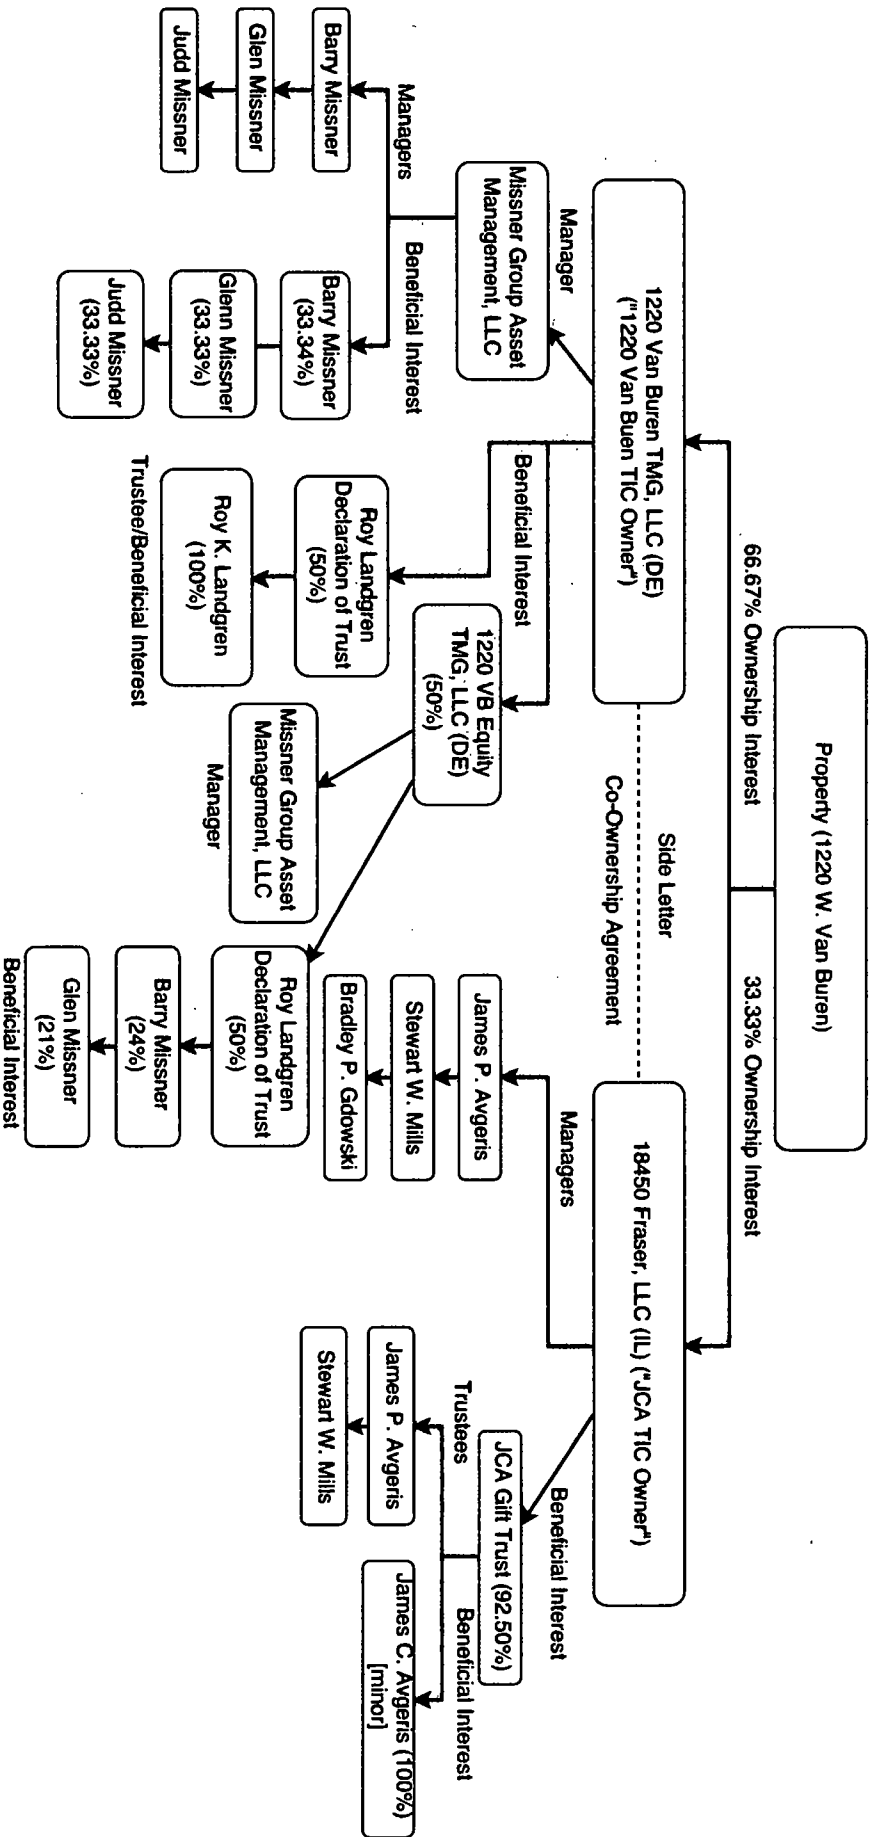 Property (1220 W. Van Buren)
66.67% Ownership Interest
33.33% Ownership Interest
1220 Van Buren TMG, LLC (DE)
("1220 Van Buen TIC Owner")
Side Letter
Co-Ownership Agreement
18450 Fraser, LLC (IL) ("JCA TIC Owner")
Manager
Missner Group Asset
Management, LLC
Managers
Barry Missner
Glen Missner
Judd Missner
Beneficial Interest
Barry Missner
(33.34%)
Glenn Missner
(33.33%)
Judd Missner
(33.33%)
Beneficial Interest
Roy Landgren
Declaration of Trust
(50%)
Roy K. Landgren
(100%)
Trustee/Beneficial Interest
1220 VB Equity
TMG, LLC (DE)
(50%)
Missner Group Asset
Management, LLC
Manager
Roy Landgren
Declaration of Trust
(50%)
Barry Missner
(24%)
Glen Missner
(21%)
Beneficial Interest
Managers
James P. Avgeris
Stewart W. Mills
Bradley P. Gdowski
Beneficial Interest
JCA Gift Trust (92.50%)
Trustees
James P. Avgeris
Stewart W. Mills
Beneficial Interest
James C. Avgeris (100%)
[minor]